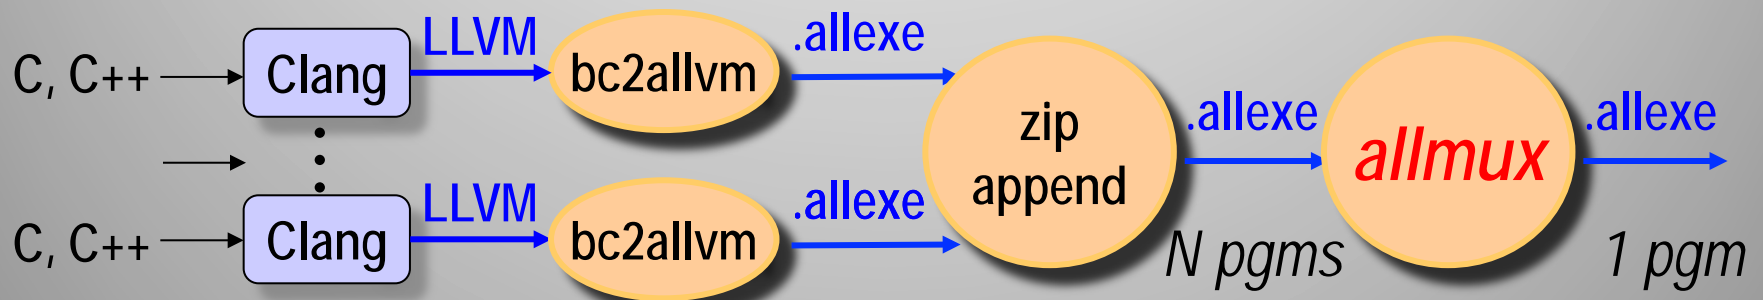 C, C++
Clang
LLVM
bc2allvm
.allexe
C, C++
Clang
LLVM
bc2allvm
.allexe
zip
append
.allexe
N pgms
allmux
.allexe
1 pgm